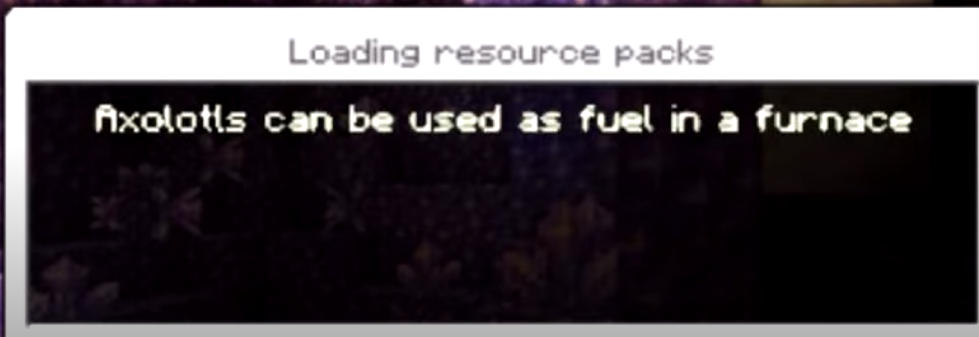 Loading resource packs
Axolotls can be used as fuel in a furnace